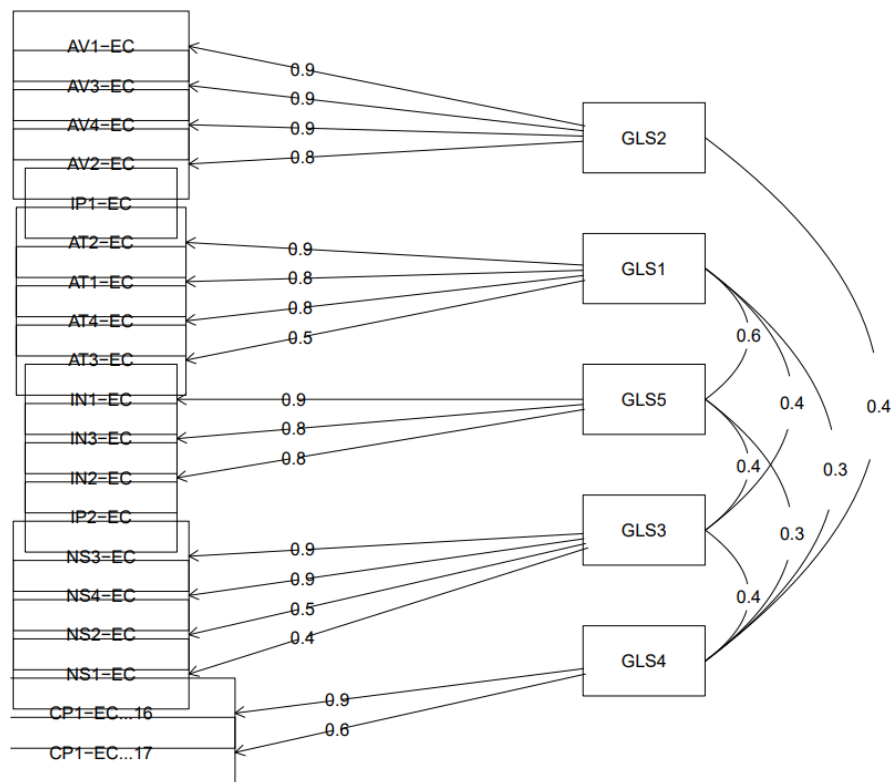 AV1−EC
0.9
AV3−EC
0.9
GLS2
AV4−EC
0.9
AV2−EC
0.8
IP1−EC
AT2−EC
0.9
AT1−EC
0.8
GLS1
AT4−EC
0.8
0.6
AT3−EC
0.5
IN1−EC
0.9
GLS5
0.4
0.4
IN3−EC
0.8
IN2−EC
0.8
0.4
0.3
IP2−EC
NS3−EC
0.9
GLS3
0.3
NS4−EC
0.9
0.4
NS2−EC
0.5
NS1−EC
0.4
GLS4
CP1−EC...16
0.9
CP1−EC...17
0.6